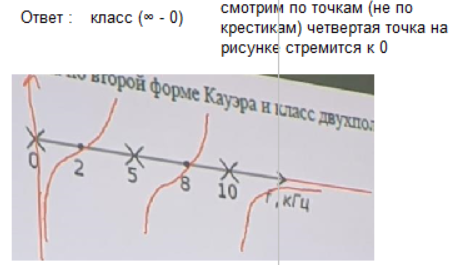 Ответ : класс (∞ - 0)
смотрим по точкам (не по
крестикам) четвертая точка на
рисунке стремится к 0
по второй форме Кауэра и класс двухпол
0 2 5 8 10 f, кГц